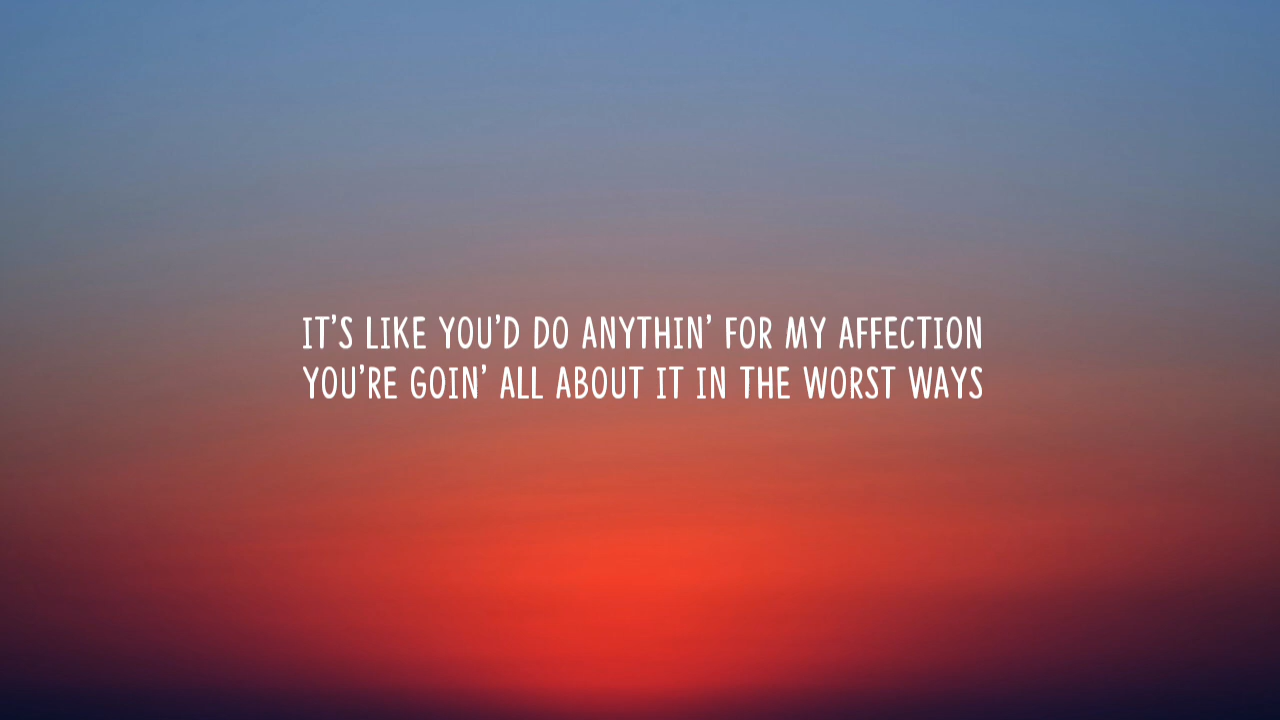 IT'S LIKE YOU'D DO ANYTHIN' FOR MY AFFECTION
YOU'RE GOIN' ALL ABOUT IT IN THE WORST WAYS